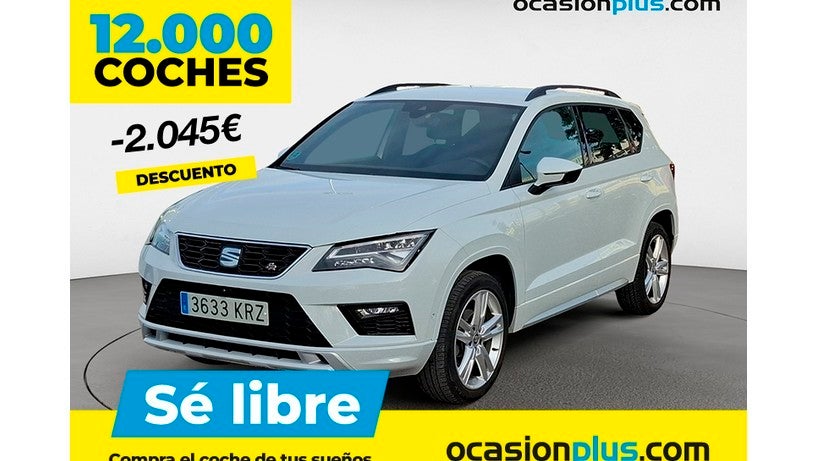 ocasionplus.com
12.000
COCHES
-2.045€
DESCUENTO
3633 KRZ
Sé libre
Compra el coche de tus sueños
ocasionplus.com